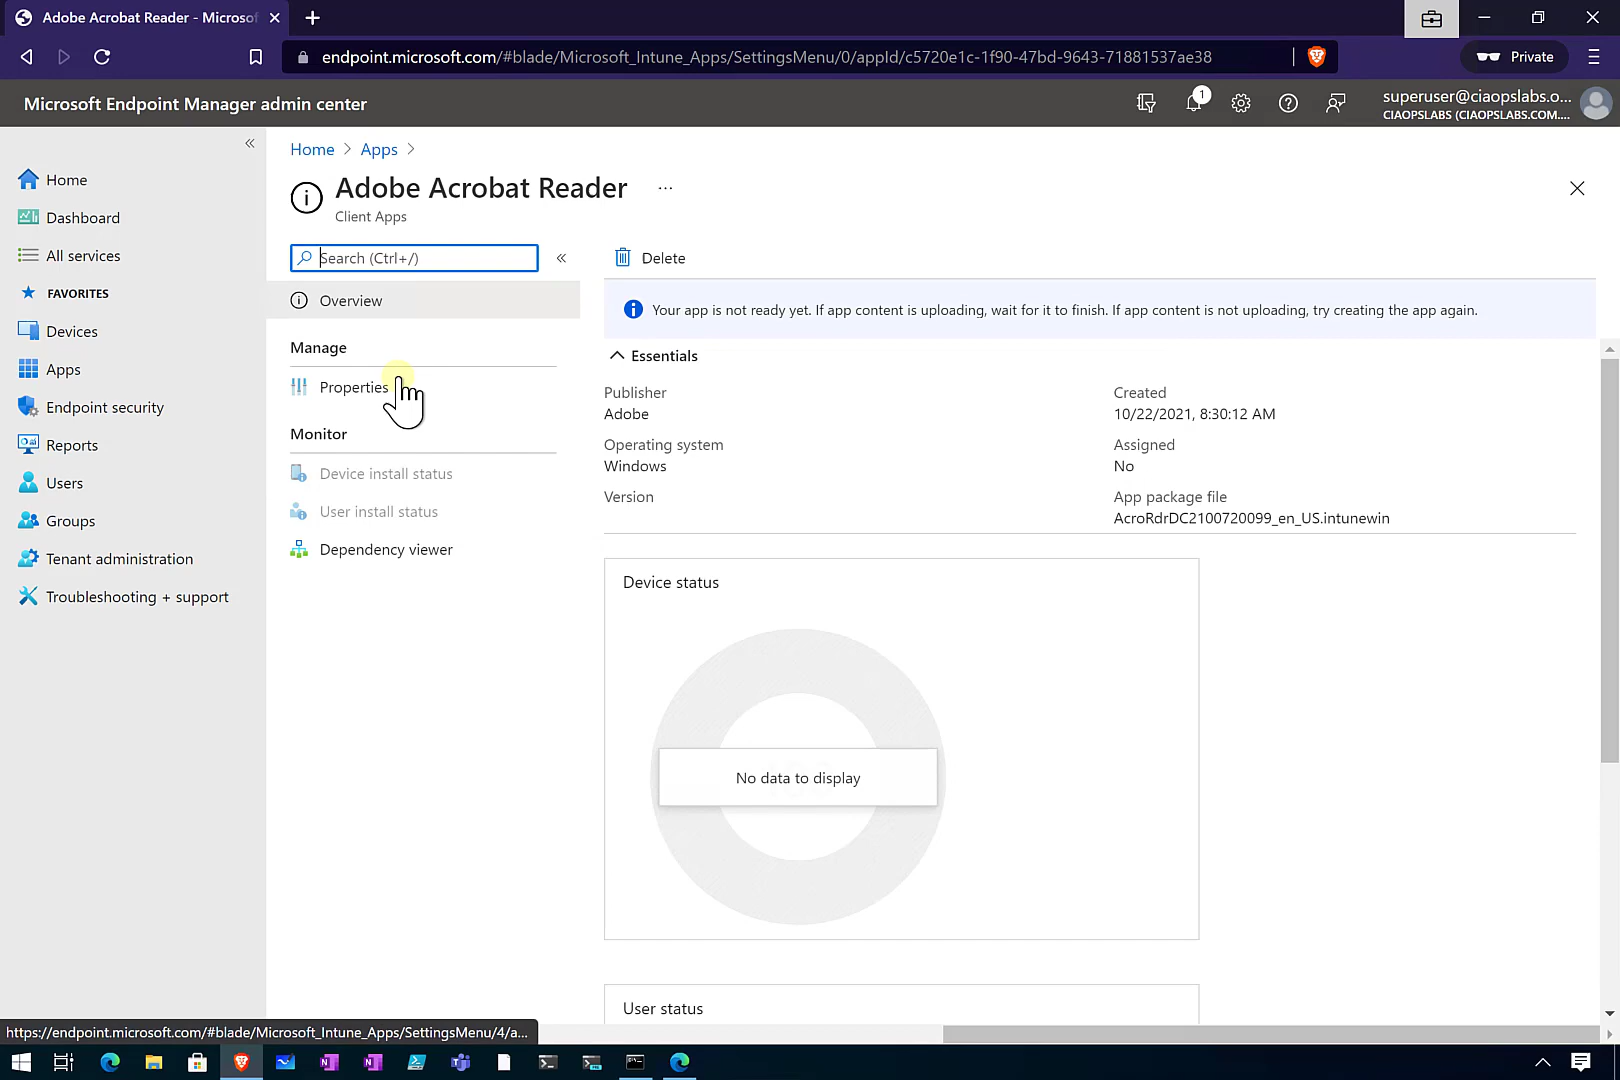 Adobe Acrobat Reader - Microsof
endpoint.microsoft.com/#blade/Microsoft_Intune_Apps/SettingsMenu/0/appId/c5720e1c-1f90-47bd-9643-71881537ae38
Private
Microsoft Endpoint Manager admin center
1
superuser@ciaopslabs.o...
CIAOPSLABS (CIAOPSLABS.COM....
«
Home
Dashboard
All services
FAVORITES
Devices
Apps
Endpoint security
Reports
Users
Groups
Tenant administration
Troubleshooting + support
Home > Apps >
Adobe Acrobat Reader ...
Client Apps
Search (Ctrl+/)
«
Overview
Manage
Properties
Monitor
Device install status
User install status
Dependency viewer
Delete
Your app is not ready yet. If app content is uploading, wait for it to finish. If app content is not uploading, try creating the app again.
Essentials
Publisher
Adobe
Operating system
Windows
Version
Created
10/22/2021, 8:30:12 AM
Assigned
No
App package file
AcroRdrDC2100720099_en_US.intunewin
Device status
No data to display
User status
https://endpoint.microsoft.com/#blade/Microsoft_Intune_Apps/SettingsMenu/4/a...